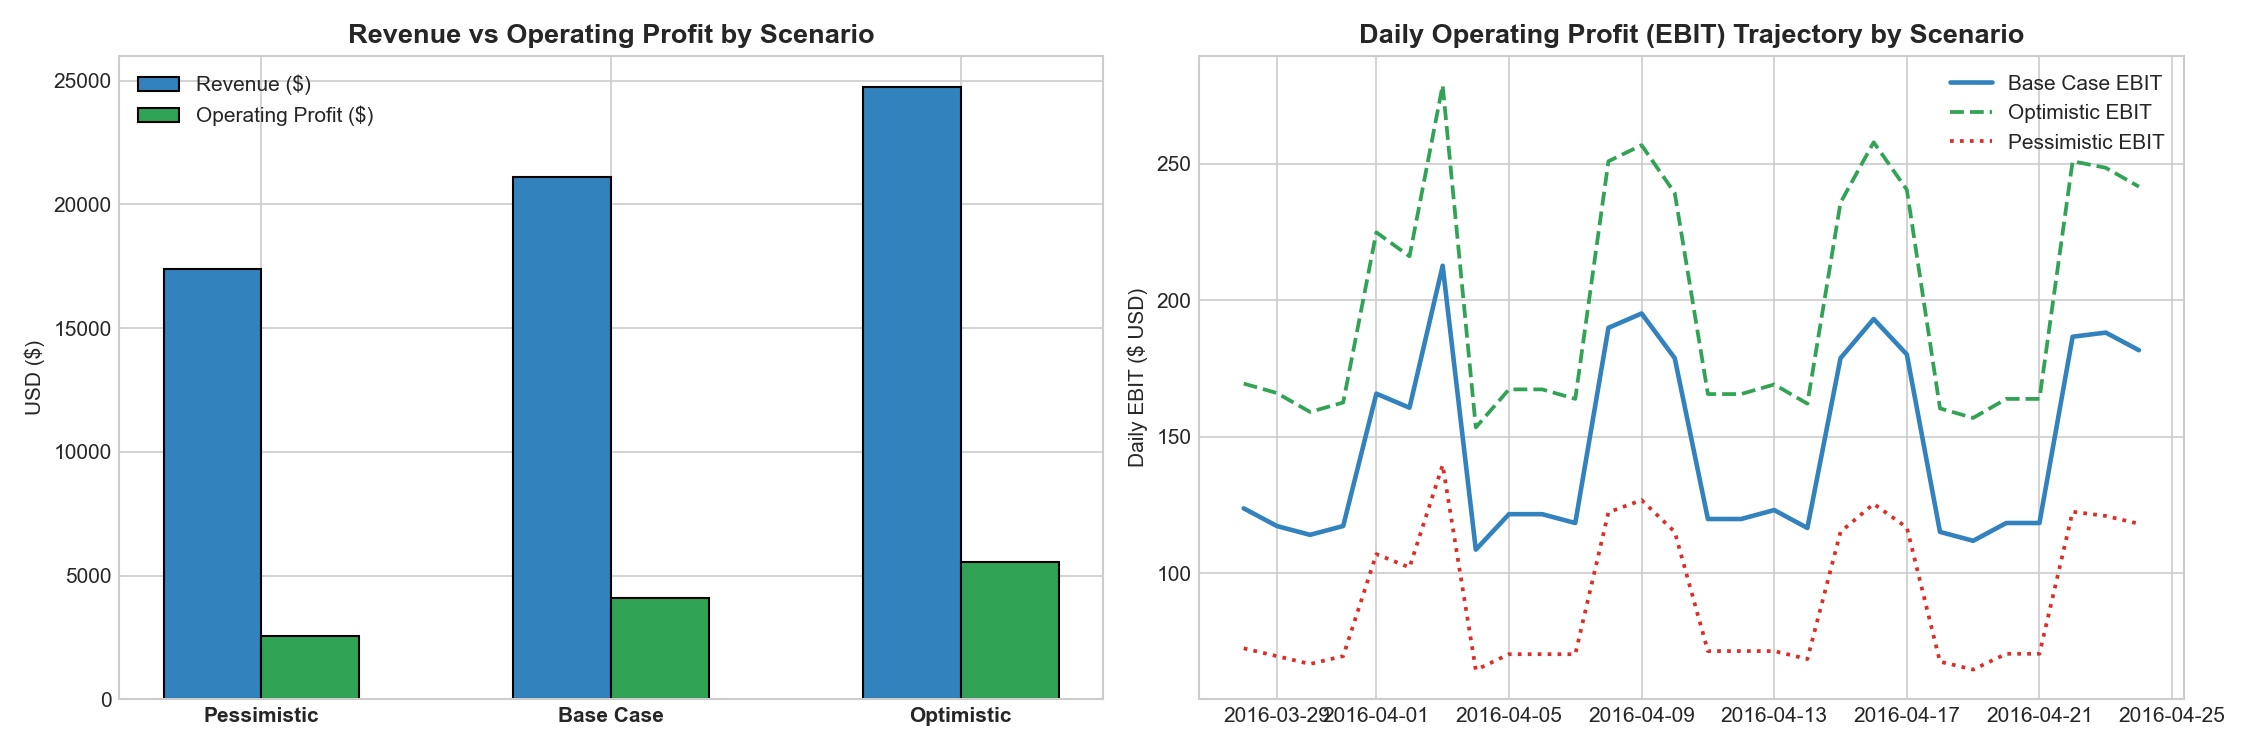 Revenue vs Operating Profit by Scenario
Revenue ($)
Operating Profit ($)
USD ($)
25000
20000
15000
10000
5000
0
Pessimistic
Base Case
Optimistic
Daily Operating Profit (EBIT) Trajectory by Scenario
Base Case EBIT
Optimistic EBIT
Pessimistic EBIT
Daily EBIT ($ USD)
250
200
150
100
2016-03-29
2016-04-01
2016-04-05
2016-04-09
2016-04-13
2016-04-17
2016-04-21
2016-04-25